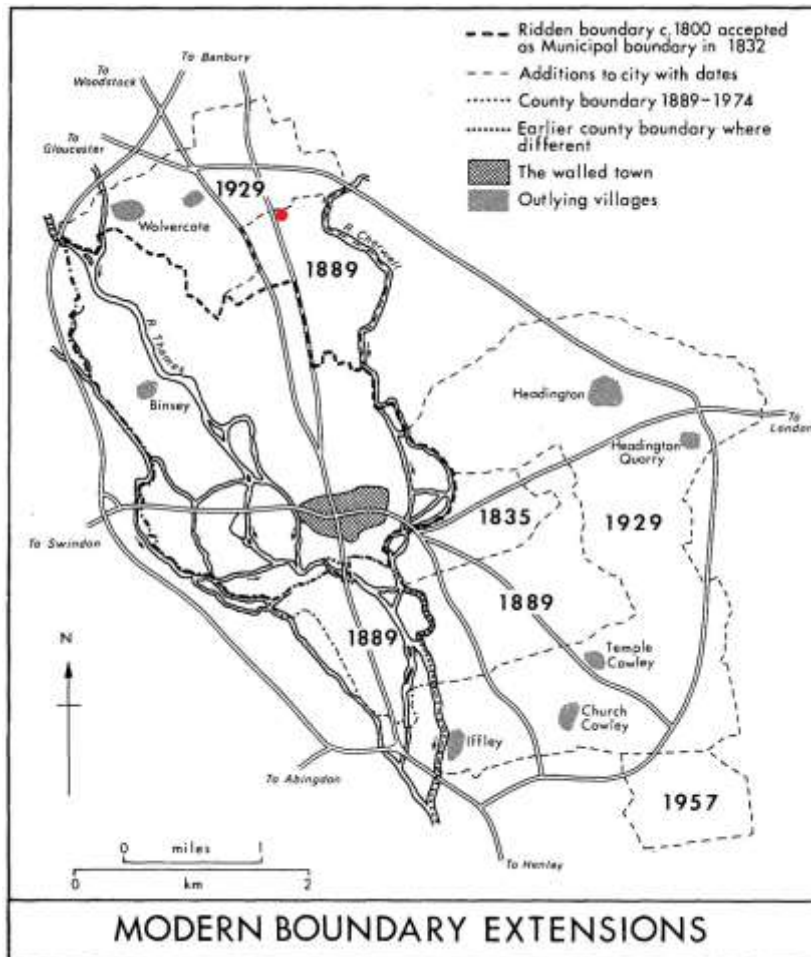 Ridden boundary c.1800 accepted
as Municipal boundary in 1832
Additions to city with dates
County boundary 1889–1974
Earlier county boundary where
different
The walled town
Outlying villages
To Banbury
To
Woodstock
To
Gloucester
1929
Wolvercote
R. Cherwell
1889
R. Thames
Binsey
Headington
To
London
Headington
Quarry
1835
1929
To Swindon
1889
N
1889
Temple
Cowley
Church
Cowley
Iffley
To Abingdon
1957
0 miles 1
To Henley
0 km 2
MODERN BOUNDARY EXTENSIONS